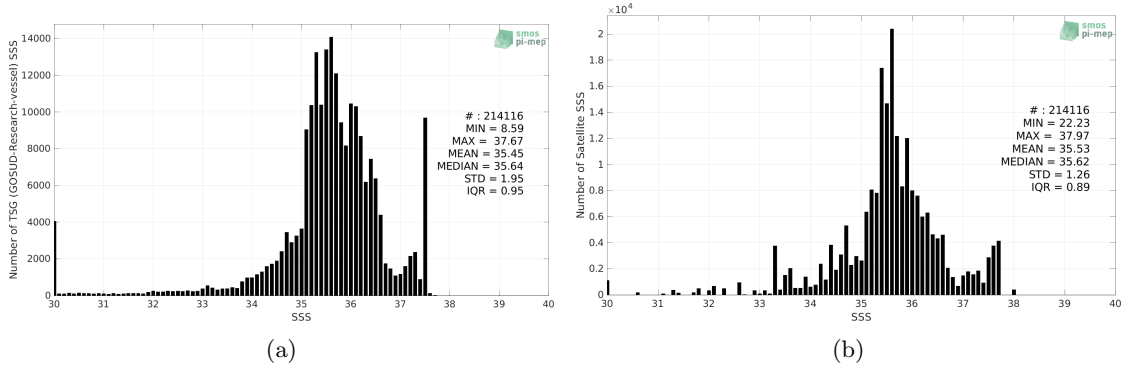 Number of TSG (GOSUD-Research-vessel) SSS
14000
12000
10000
8000
6000
4000
2000
0
30 31 32 33 34 35 36 37 38 39 40
SSS
smos
pi-mep
# : 214116
MIN = 8.59
MAX = 37.67
MEAN = 35.45
MEDIAN = 35.64
STD = 1.95
IQR = 0.95
(a)
×10⁴
Number of Satellite SSS
2
1.8
1.6
1.4
1.2
1
0.8
0.6
0.4
0.2
0
30 31 32 33 34 35 36 37 38 39 40
SSS
smos
pi-mep
# : 214116
MIN = 22.23
MAX = 37.97
MEAN = 35.53
MEDIAN = 35.62
STD = 1.26
IQR = 0.89
(b)